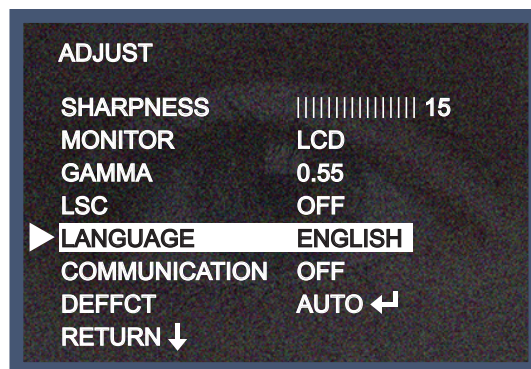 ADJUST
SHARPNESS |||||||||||||||| 15
MONITOR LCD
GAMMA 0.55
LSC OFF
LANGUAGE ENGLISH
COMMUNICATION OFF
DEFFCT AUTO ↵
RETURN ↓